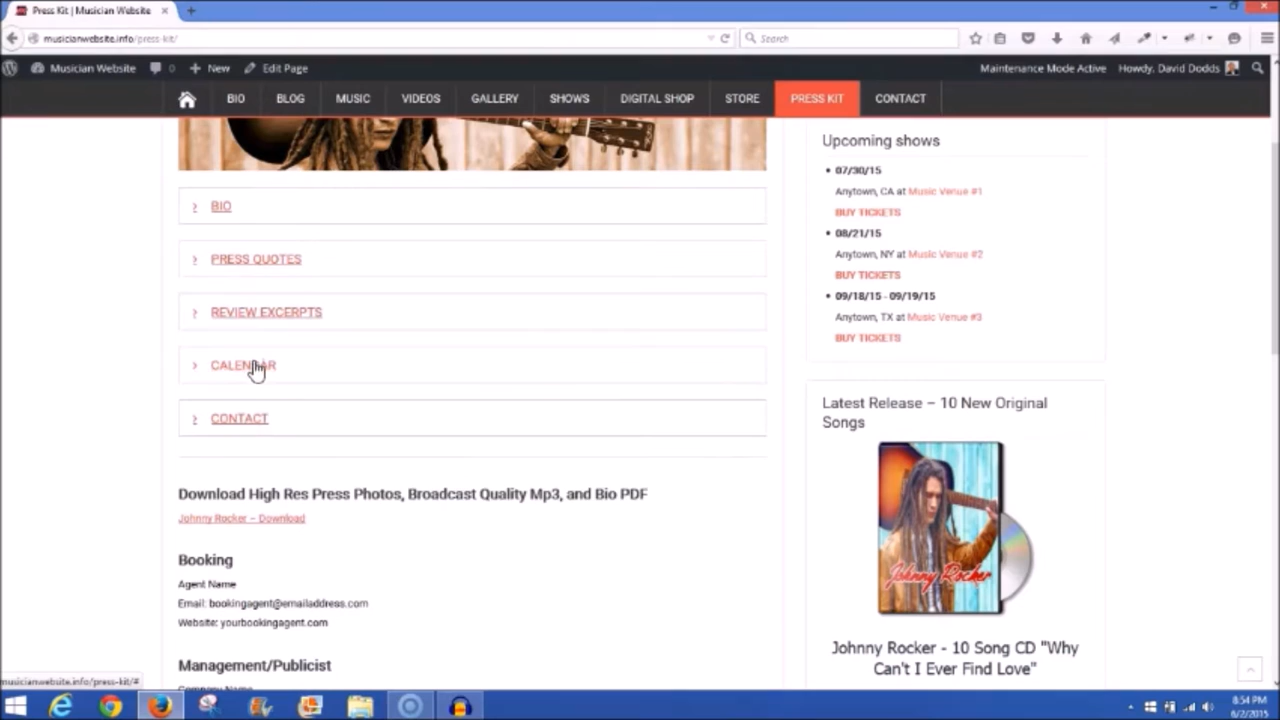 Press Kit | Musician Website
musicianwebsite.info/press-kit/
Search
Musician Website
0
New
Edit Page
Maintenance Mode Active
Howdy, David Dodds
BIO
BLOG
MUSIC
VIDEOS
GALLERY
SHOWS
DIGITAL SHOP
STORE
PRESS KIT
CONTACT
BIO
PRESS QUOTES
REVIEW EXCERPTS
CALENDAR
CONTACT
Download High Res Press Photos, Broadcast Quality Mp3, and Bio PDF
Johnny Rocker – Download
Booking
Agent Name
Email: bookingagent@emailaddress.com
Website: yourbookingagent.com
Management/Publicist
Company Name
Upcoming shows
07/30/15
Anytown, CA at Music Venue #1
BUY TICKETS
08/21/15
Anytown, NY at Music Venue #2
BUY TICKETS
09/18/15 - 09/19/15
Anytown, TX at Music Venue #3
BUY TICKETS
Latest Release – 10 New Original
Songs
Johnny Rocker
Johnny Rocker - 10 Song CD "Why
Can't I Ever Find Love"
musicianwebsite.info/press-kit/#
8:54 PM
6/2/2015